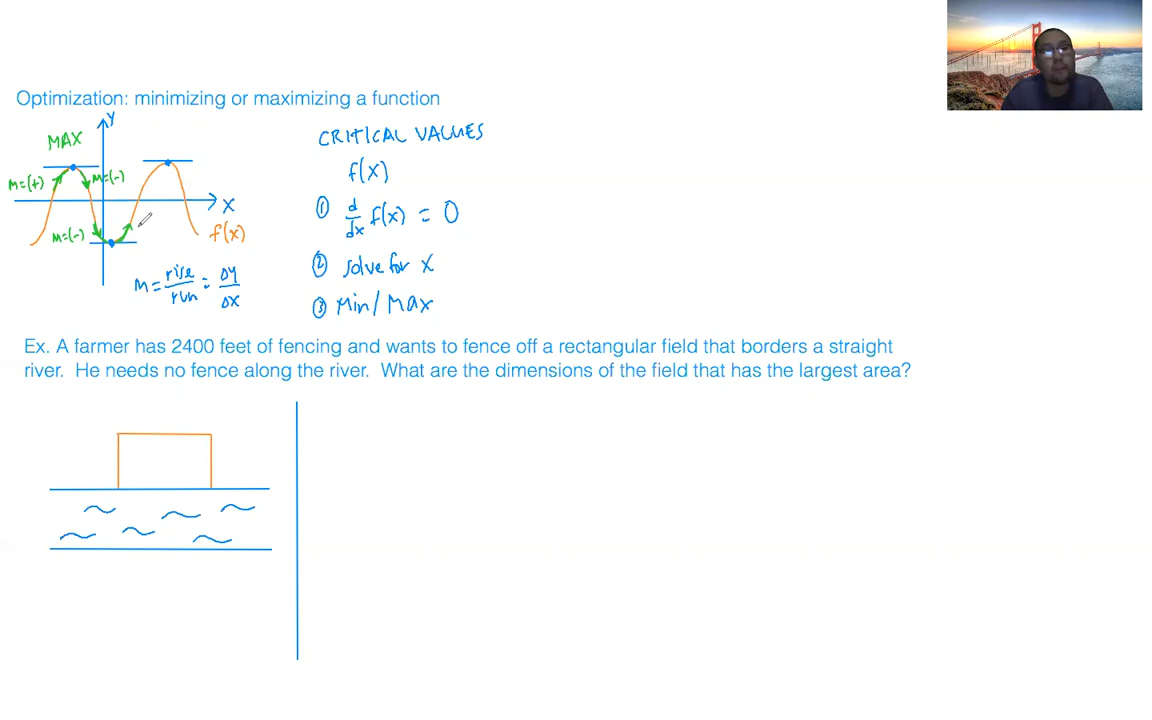 Optimization: minimizing or maximizing a function
Y
MAX
M=(+)
M=(-)
M=(-)
X
f(x)
M = rise/run = ΔY/ΔX
CRITICAL VALUES
f(x)
① d/dx f(x) = 0
② solve for x
③ Min/Max
Ex. A farmer has 2400 feet of fencing and wants to fence off a rectangular field that borders a straight
river. He needs no fence along the river. What are the dimensions of the field that has the largest area?